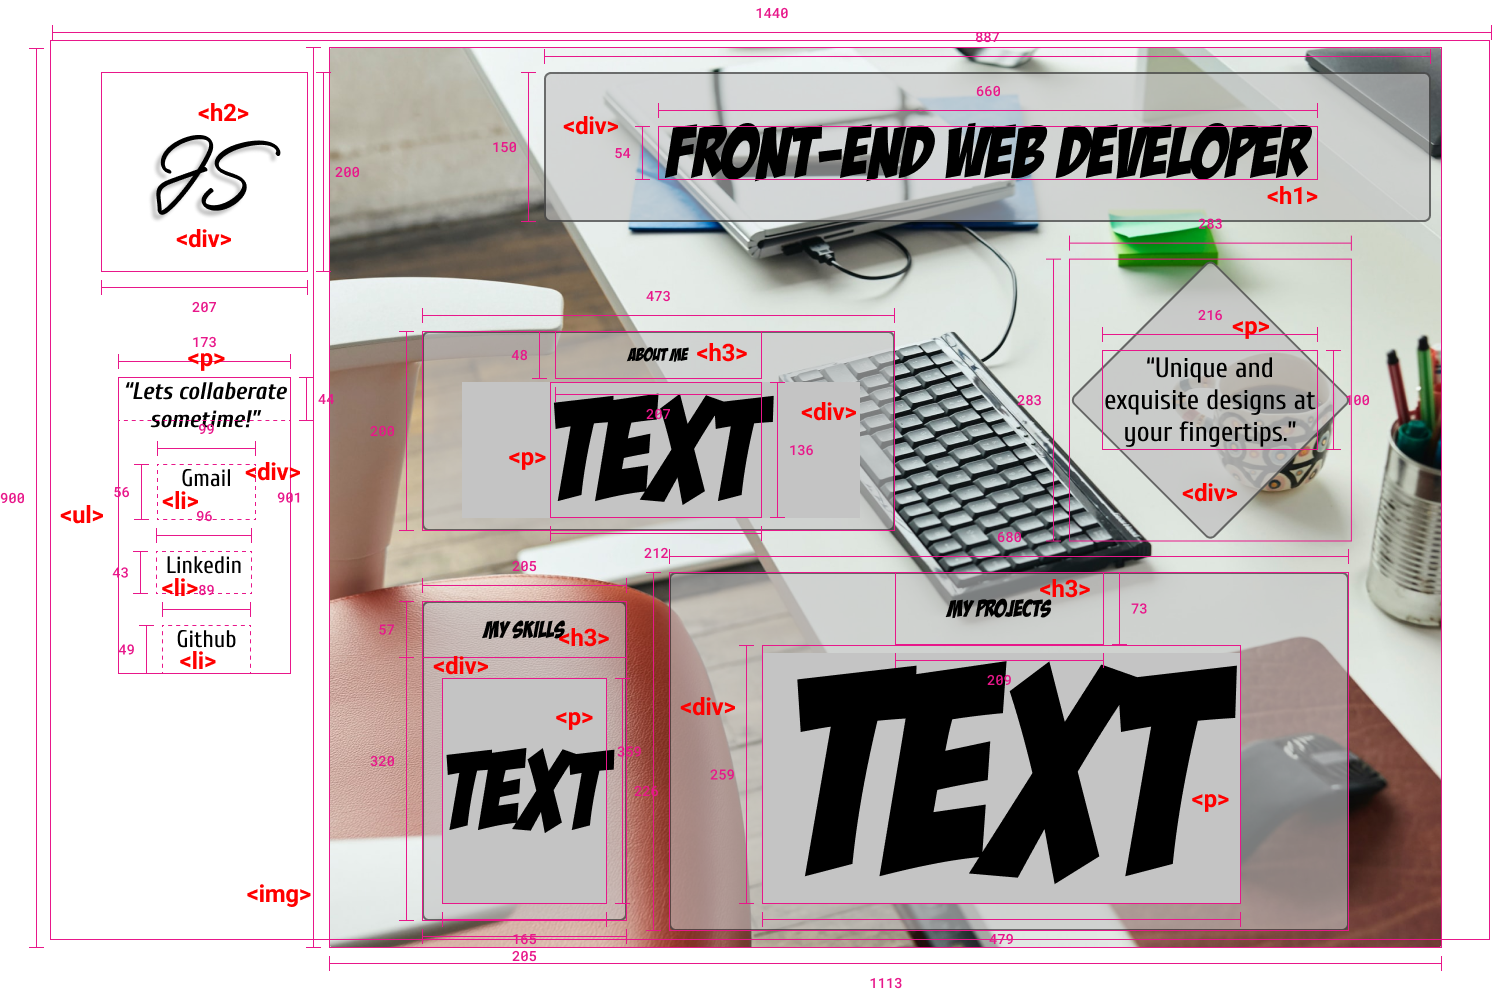 1440
887
<h2>
JS
<div>
200
207
<div>
660
150
54
FRONT-END WEB DEVELOPER
<h1>
283
473
173
<p>
"Lets collaberate
sometime!"
44
99
Gmail
<div>
56
<li>
901
96
900
<ul>
Linkedin
43
<li>
89
Github
49
<li>
<img>
48
ABOUT ME
<h3>
200
207
TEXT
<div>
<p>
136
212
216
<p>
"Unique and
exquisite designs at
your fingertips."
283
100
<div>
680
205
57
MY SKILLS
<h3>
<div>
<p>
TEXT
320
165
205
<h3>
MY PROJECTS
73
209
<div>
259
TEXT
<p>
479
1113